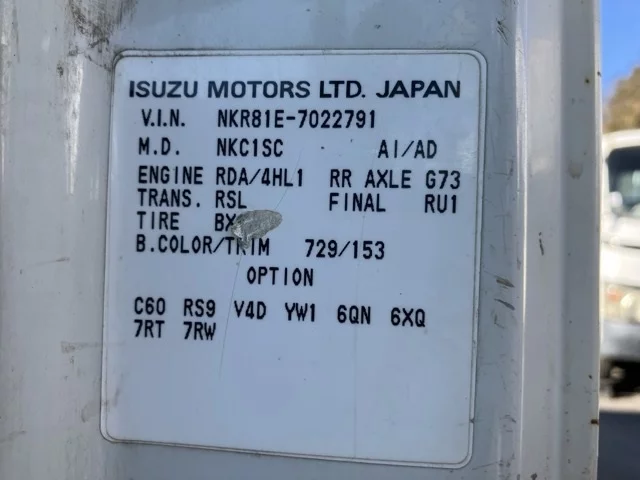 ISUZU MOTORS LTD. JAPAN
V.I.N. NKR81E-7022791
M.D. NKC1SC AI/AD
ENGINE RDA/4HL1 RR AXLE G73
TRANS. RSL FINAL RU1
TIRE
B.COLOR/TRIM 729/153
OPTION
C60 RS9 V4D YW1 6QN 6XQ
7RT 7RW